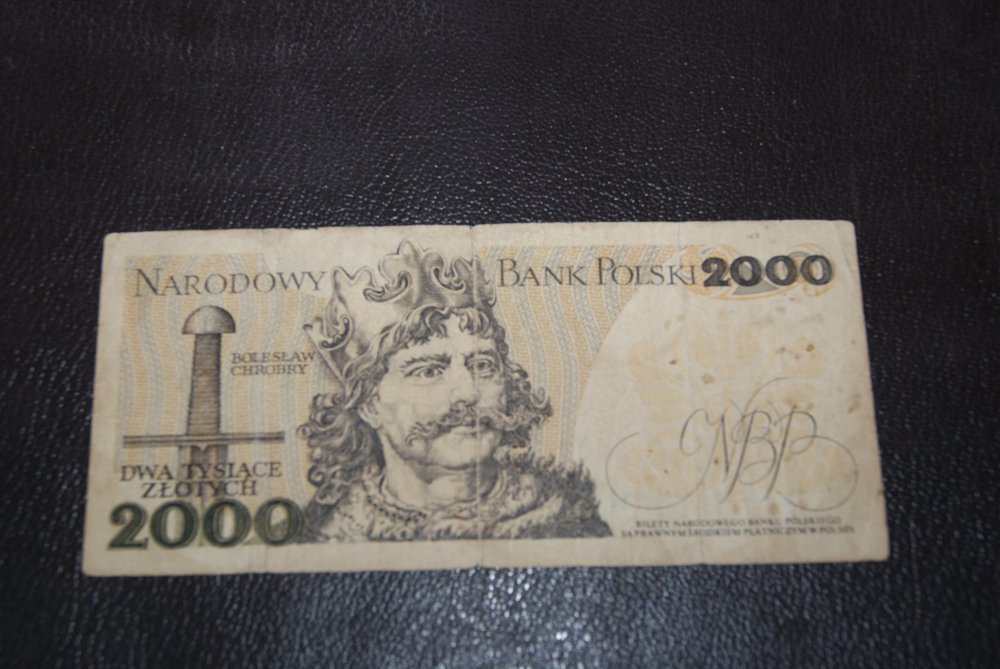 NARODOWY BANK POLSKI 2000
BOLESŁAW
CHROBRY
DWA TYSIĄCE
ZŁOTYCH
2000
NBP
BILETY NARODOWEGO BANKU POLSKIEGO
SĄ PRAWNYM ŚRODKIEM PŁATNICZYM W POLSCE